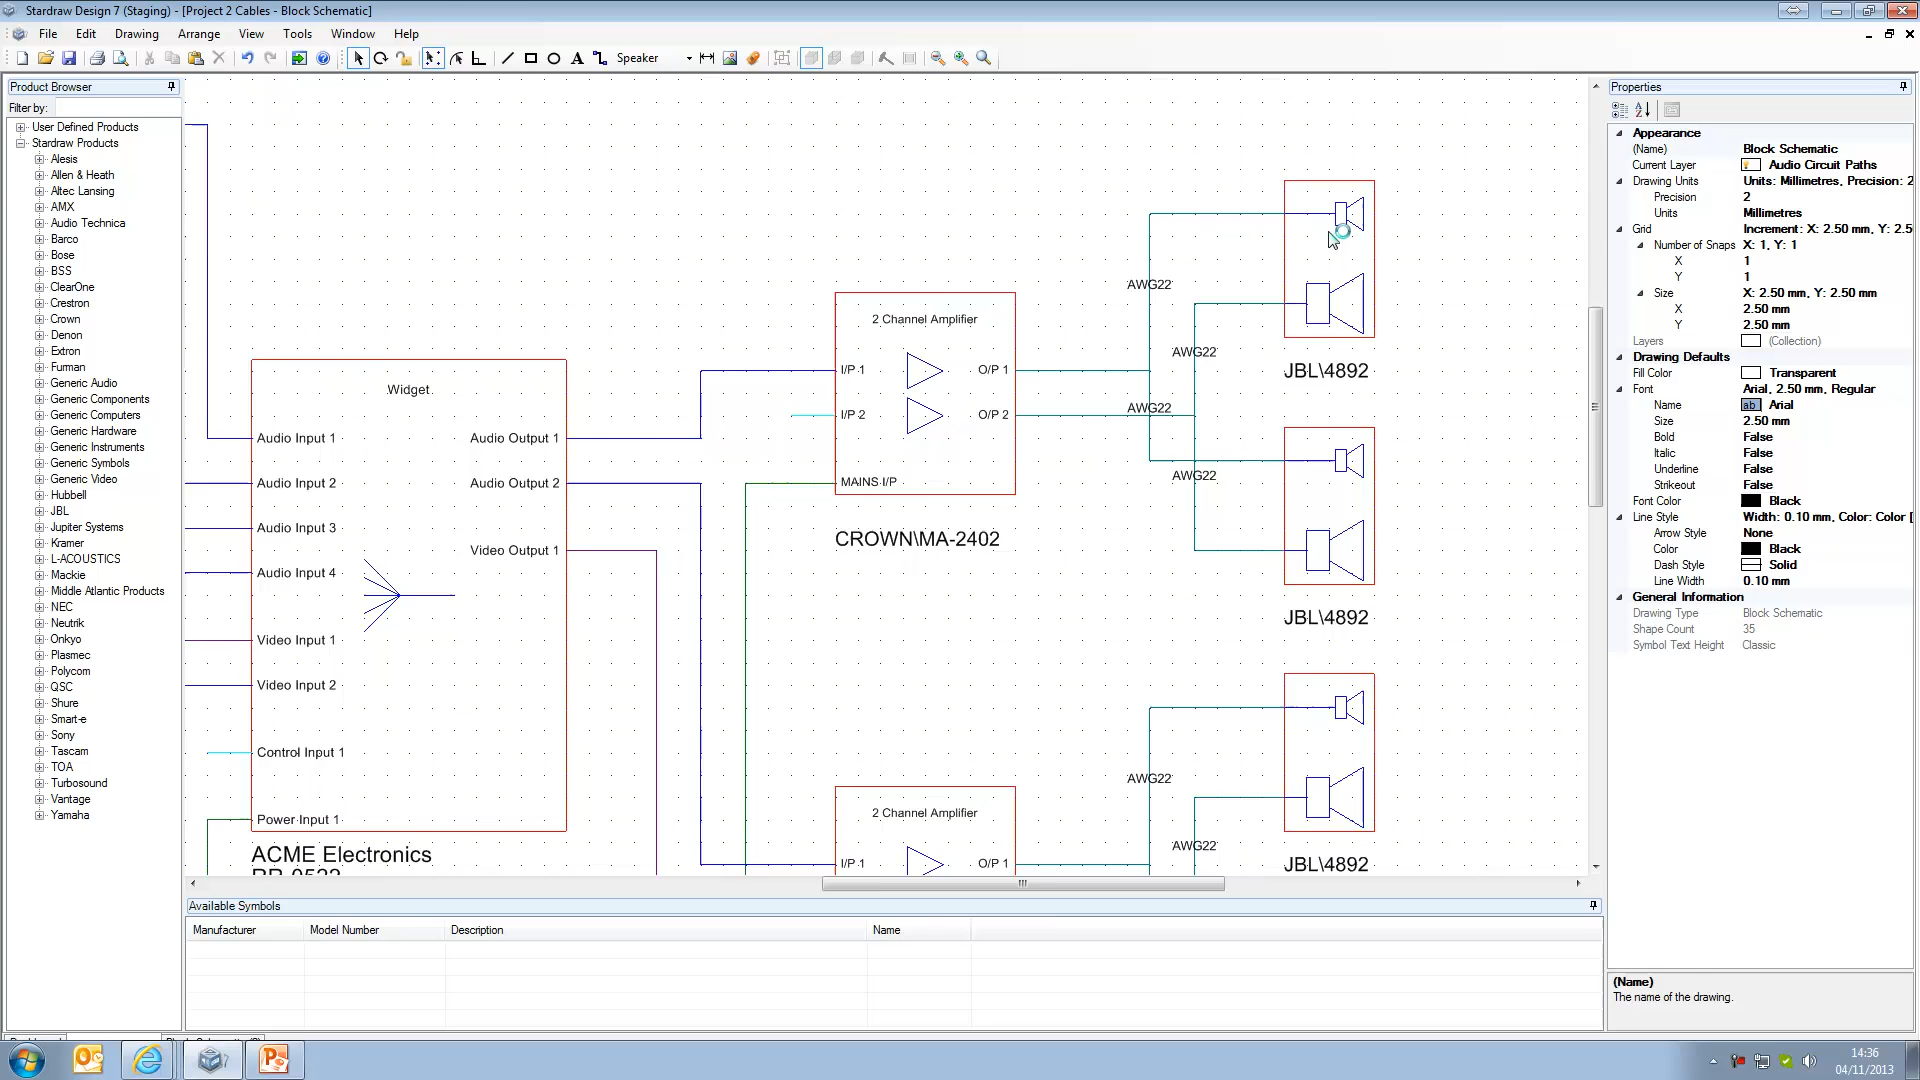 Stardraw Design 7 (Staging) - [Project 2 Cables - Block Schematic]
File Edit Drawing Arrange View Tools Window Help
Speaker
Product Browser
Filter by:
User Defined Products
Stardraw Products
Alesis
Allen & Heath
Altec Lansing
AMX
Audio Technica
Barco
Bose
BSS
ClearOne
Crestron
Crown
Denon
Extron
Furman
Generic Audio
Generic Components
Generic Computers
Generic Hardware
Generic Instruments
Generic Symbols
Generic Video
Hubbell
JBL
Jupiter Systems
Kramer
L-ACOUSTICS
Mackie
Middle Atlantic Products
NEC
Neutrik
Onkyo
Plasmec
Polycom
QSC
Shure
Smart-e
Sony
Tascam
TOA
Turbosound
Vantage
Yamaha
Widget
Audio Input 1
Audio Input 2
Audio Input 3
Audio Input 4
Video Input 1
Video Input 2
Control Input 1
Power Input 1
Audio Output 1
Audio Output 2
Video Output 1
ACME Electronics
RR-0522
2 Channel Amplifier
I/P 1 O/P 1
I/P 2 O/P 2
MAINS I/P
CROWN\MA-2402
AWG22
AWG22
AWG22
AWG22
JBL\4892
JBL\4892
2 Channel Amplifier
I/P 1 O/P 1
AWG22
AWG22
JBL\4892
Available Symbols
Manufacturer Model Number Description Name
Properties
Appearance
(Name) Block Schematic
Current Layer Audio Circuit Paths
Drawing Units Units: Millimetres, Precision: 2
Precision 2
Units Millimetres
Grid Increment: X: 2.50 mm, Y: 2.5
Number of Snaps X: 1, Y: 1
X 1
Y 1
Size X: 2.50 mm, Y: 2.50 mm
X 2.50 mm
Y 2.50 mm
Layers (Collection)
Drawing Defaults
Fill Color Transparent
Font Arial, 2.50 mm, Regular
Name ab Arial
Size 2.50 mm
Bold False
Italic False
Underline False
Strikeout False
Font Color Black
Line Style Width: 0.10 mm, Color: Color [
Arrow Style None
Color Black
Dash Style Solid
Line Width 0.10 mm
General Information
Drawing Type Block Schematic
Shape Count 35
Symbol Text Height Classic
(Name)
The name of the drawing.
14:36
04/11/2013